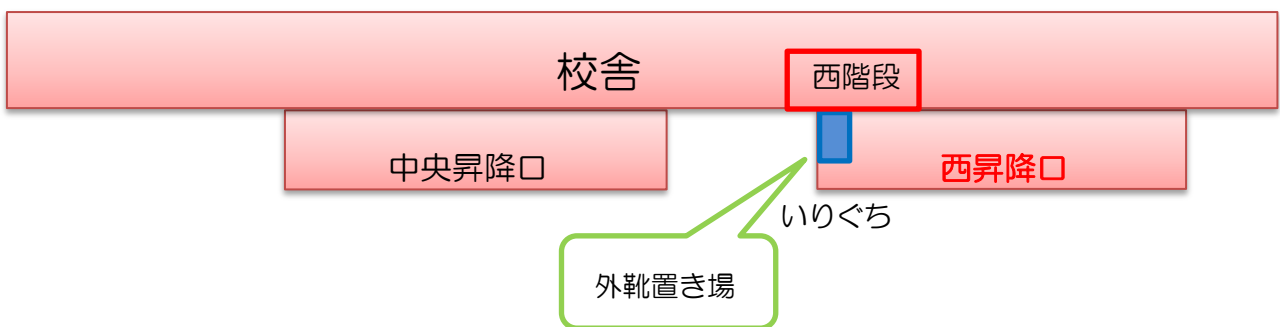 校舎
西階段
中央昇降口
西昇降口
いりぐち
外靴置き場